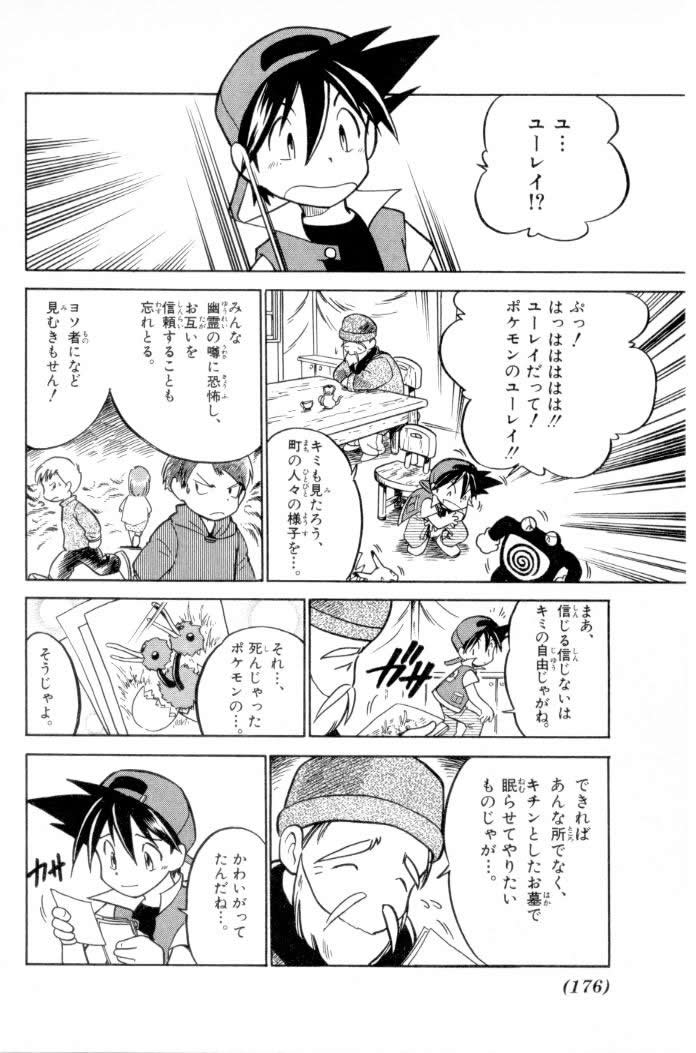 ユ…
ユーレイ!?
ぷっ!
はっはははは!!
ユーレイだって!
ポケモンのユーレイ!!
キミも見たろう、
町の人々の様子を…。
みんな
幽霊の噂に恐怖し、
お互いを
信頼することも
忘れとる。
ヨソ者になど
見むきもせん!
まあ、
信じる信じないは
キミの自由じゃがね。
ガサ
それ…、
死んじゃった
ポケモンの…。
そうじゃよ。
できれば
あんな所でなく、
キチンとしたお墓で
眠らせてやりたい
ものじゃが…。
かわいがって
たんだね…。
ガサ
(176)